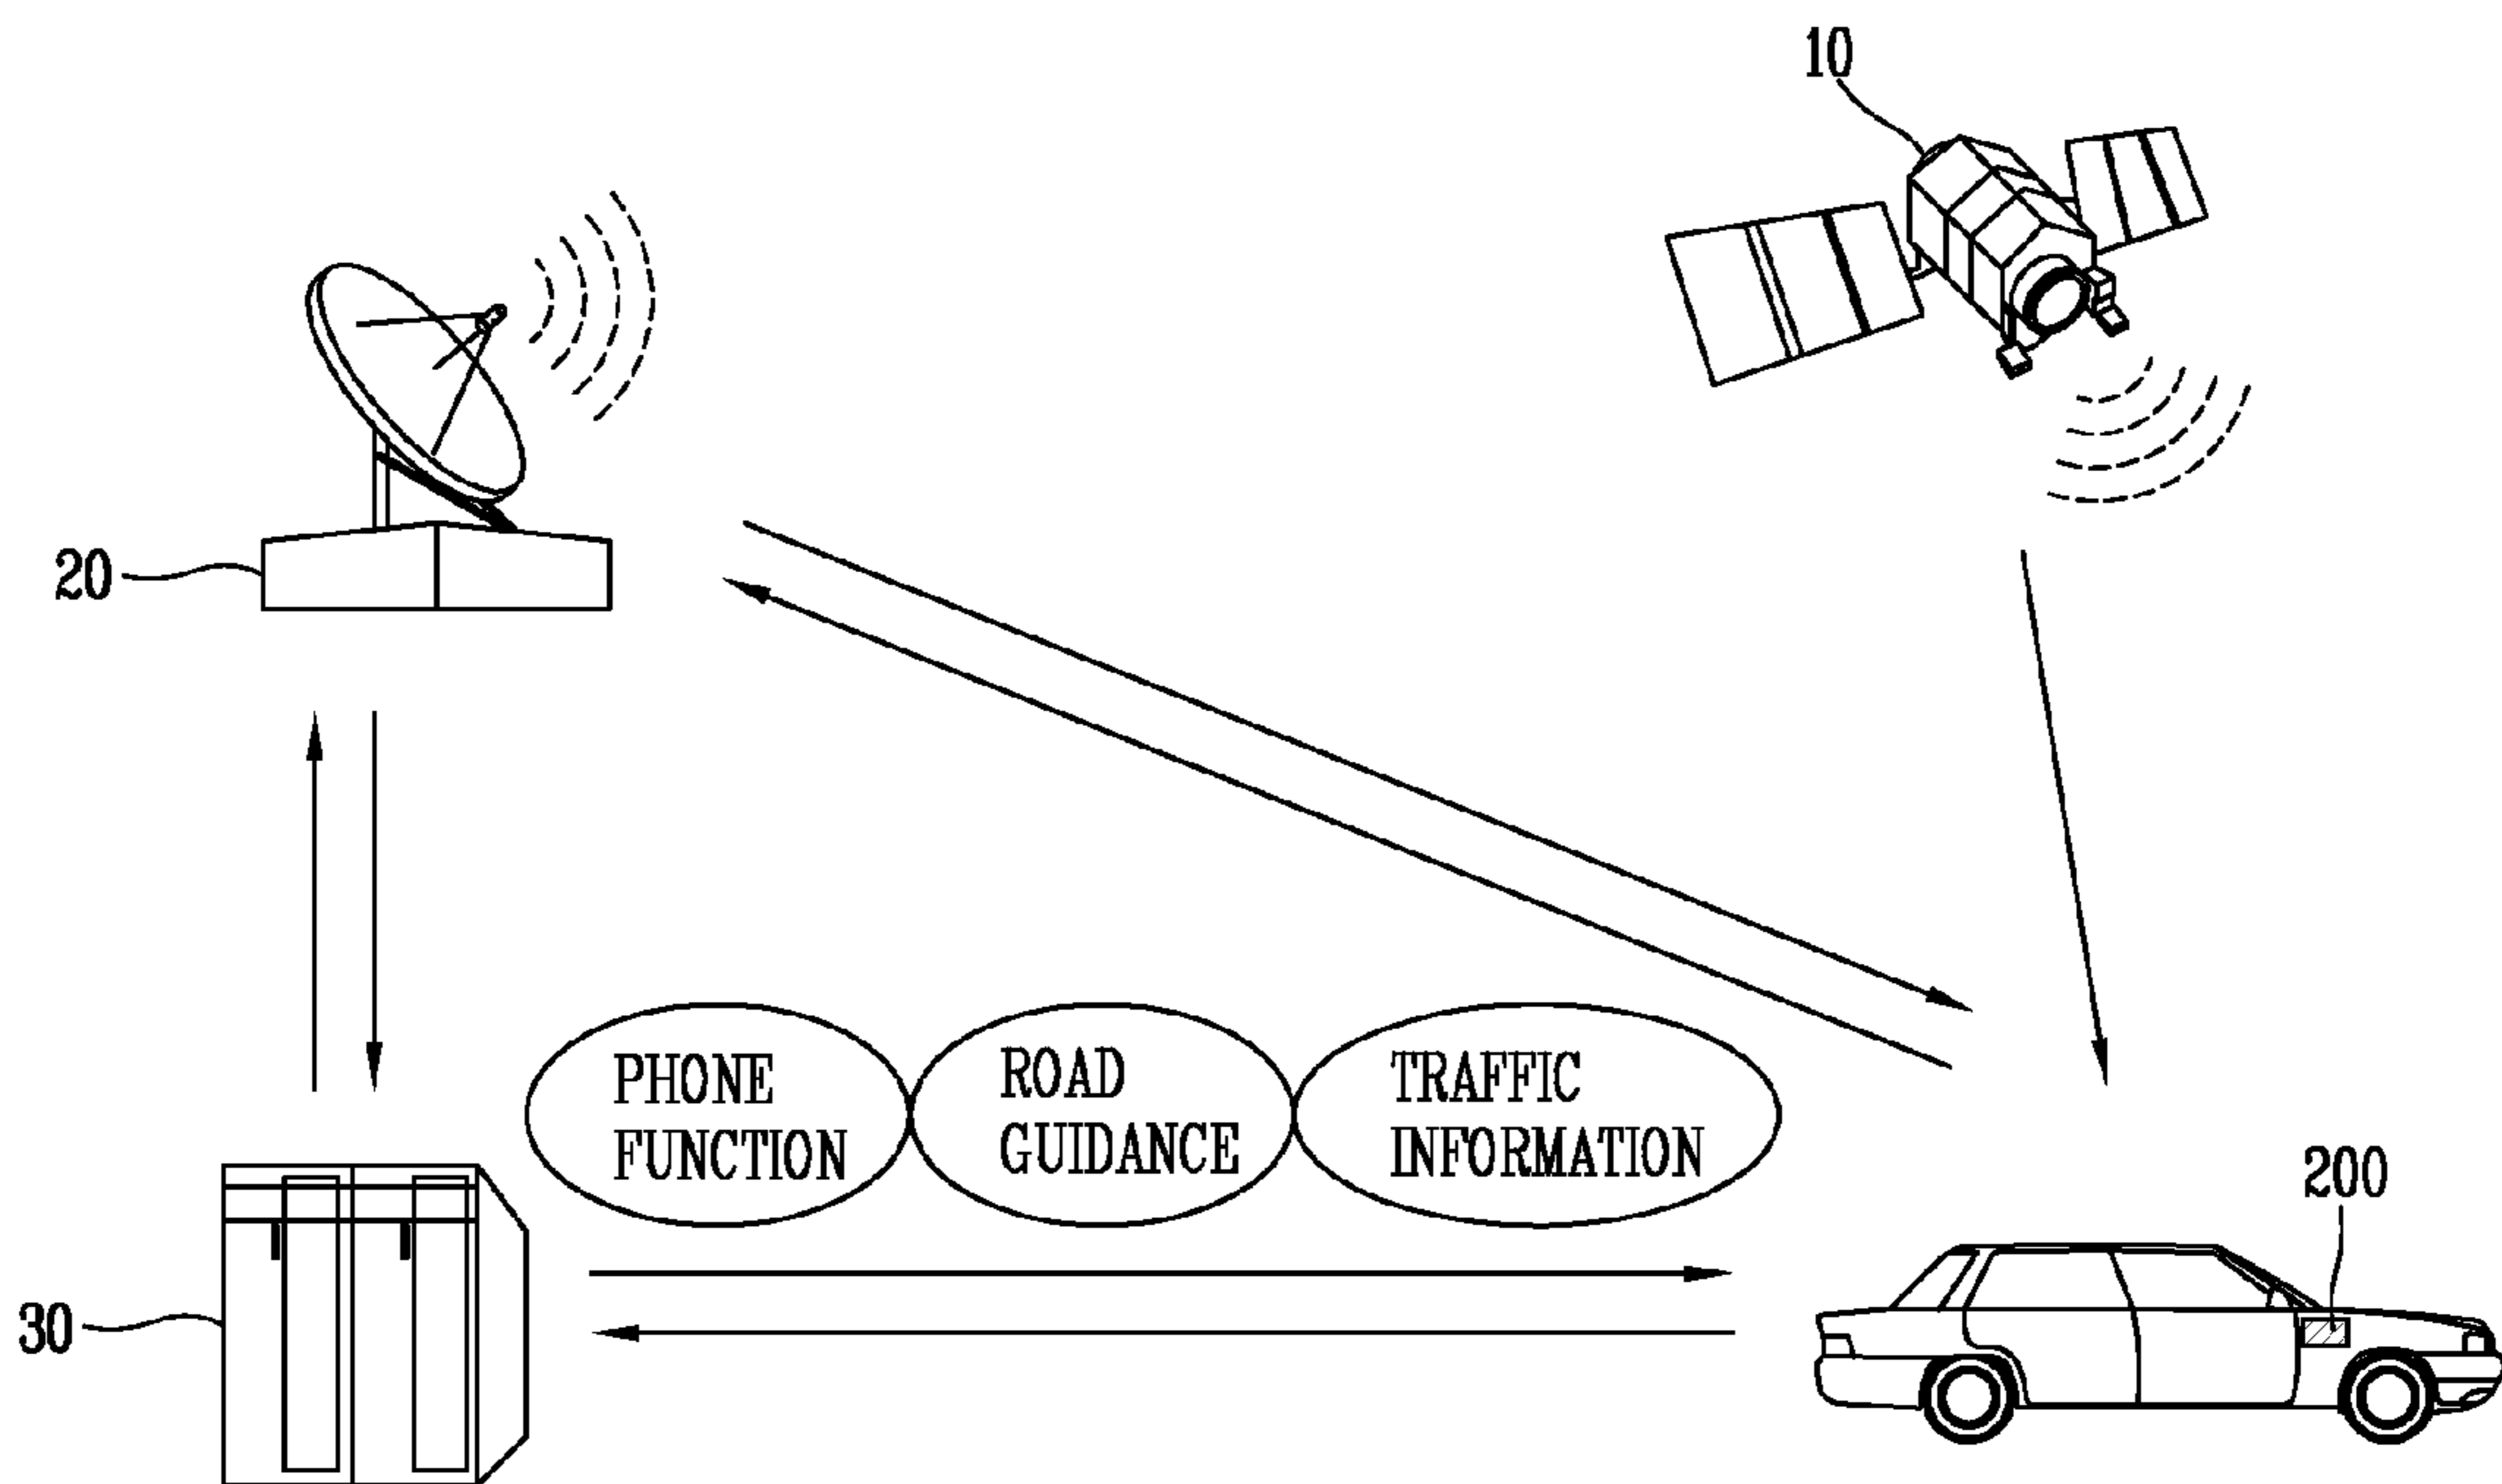 10
20
PHONE
FUNCTION
ROAD
GUIDANCE
TRAFFIC
INFORMATION
200
30